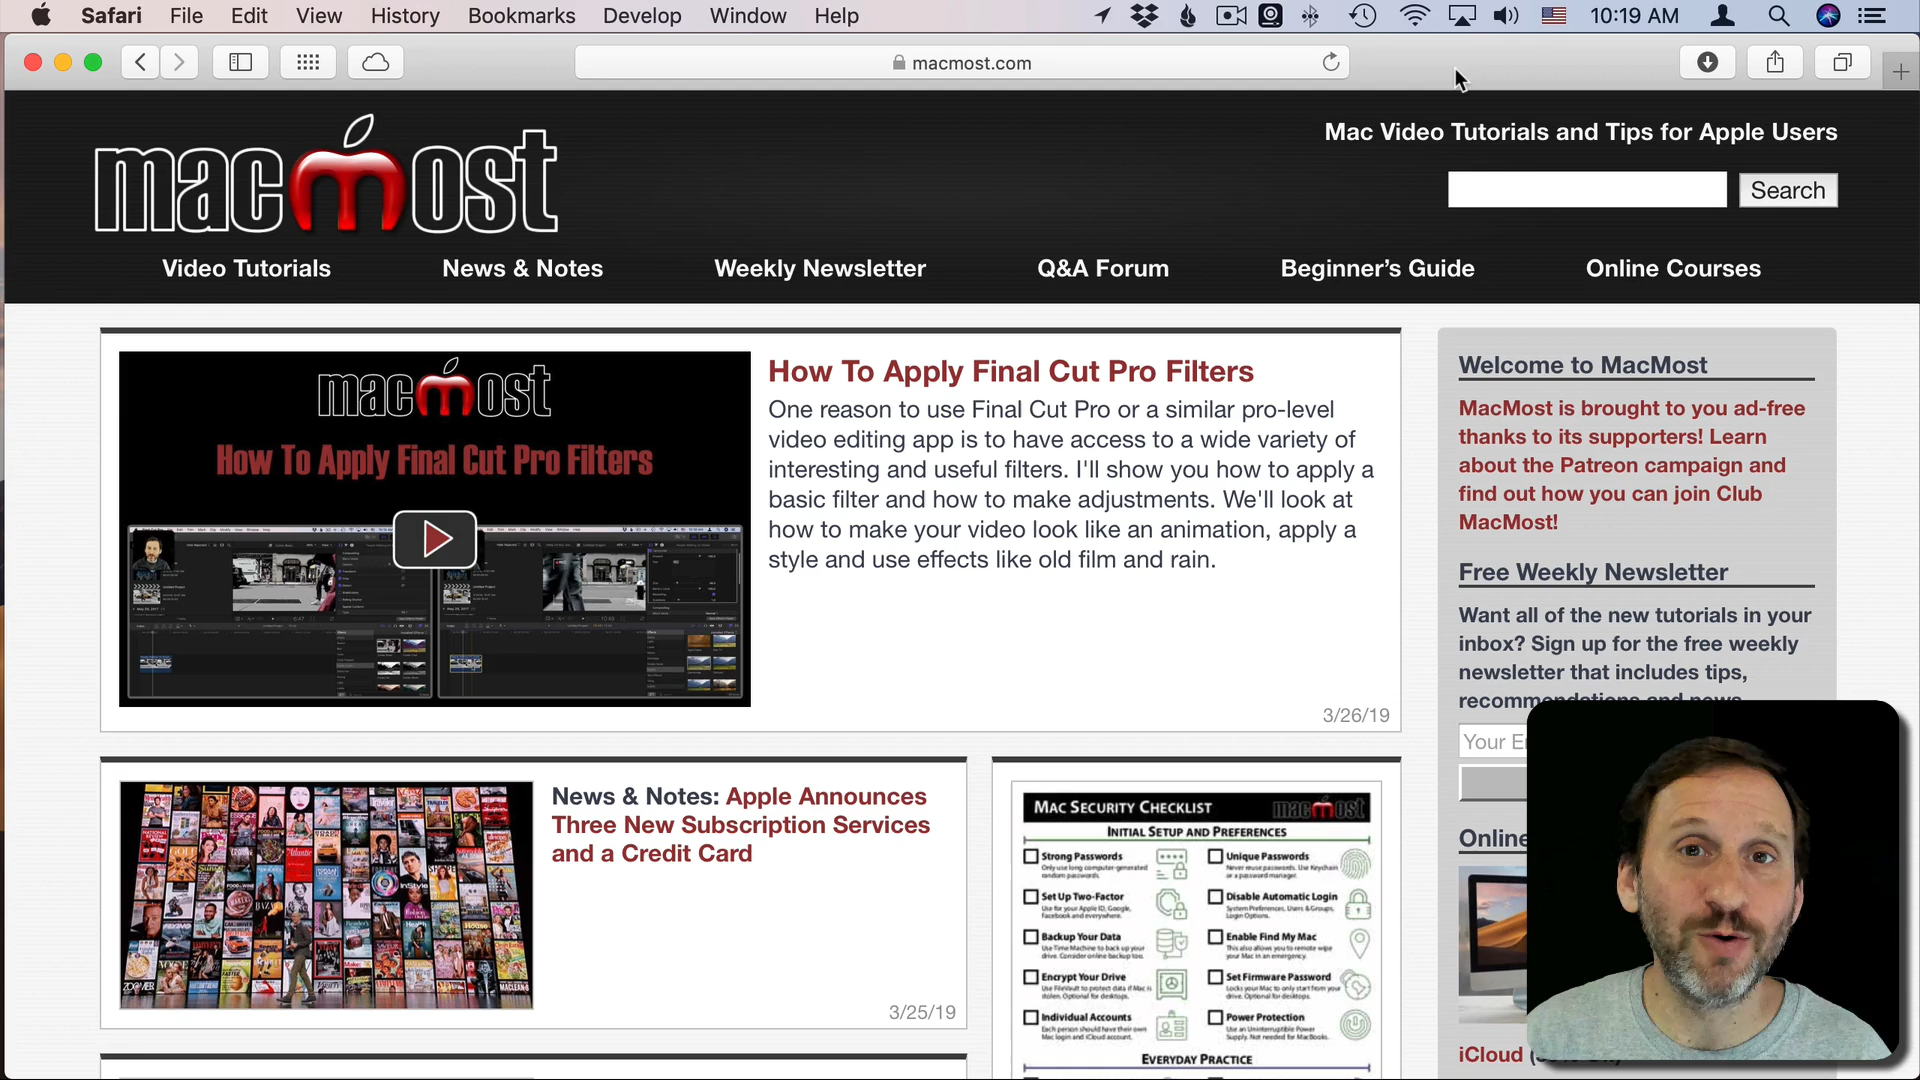 Safari File Edit View History Bookmarks Develop Window Help 10:19 AM
macmost.com
macmost
Mac Video Tutorials and Tips for Apple Users
Search
Video Tutorials News & Notes Weekly Newsletter Q&A Forum Beginner's Guide Online Courses
macmost
How To Apply Final Cut Pro Filters
How To Apply Final Cut Pro Filters
One reason to use Final Cut Pro or a similar pro-level
video editing app is to have access to a wide variety of
interesting and useful filters. I'll show you how to apply a
basic filter and how to make adjustments. We'll look at
how to make your video look like an animation, apply a
style and use effects like old film and rain.
3/26/19
Welcome to MacMost
MacMost is brought to you ad-free
thanks to its supporters! Learn
about the Patreon campaign and
find out how you can join Club
MacMost!
Free Weekly Newsletter
Want all of the new tutorials in your
inbox? Sign up for the free weekly
newsletter that includes tips,
recommendations and news
Your
Online
iCloud
News & Notes: Apple Announces
Three New Subscription Services
and a Credit Card
3/25/19
MAC SECURITY CHECKLIST macmost
INITIAL SETUP AND PREFERENCES
Strong Passwords
Only use long computer-generated
random passwords.
Unique Passwords
Never reuse passwords. Use Keychain
or a password manager.
Set Up Two-Factor
Use for your Apple ID, Google,
Facebook and everywhere.
Disable Automatic Login
System Preferences, Users & Groups,
Login Options.
Backup Your Data
Use Time Machine to back up your
drive. Consider online backup too.
Enable Find My Mac
This also allows you to remote wipe
your Mac in an emergency.
Encrypt Your Drive
Use FileVault to protect data if Mac is
stolen. Optional for desktops.
Set Firmware Password
Locks your Mac to only start from your
drive. Optional for desktops.
Individual Accounts
Each person should have their own
Mac login and iCloud account.
Power Protection
Use an Uninterruptible Power
Supply. Not needed for MacBooks.
EVERYDAY PRACTICE